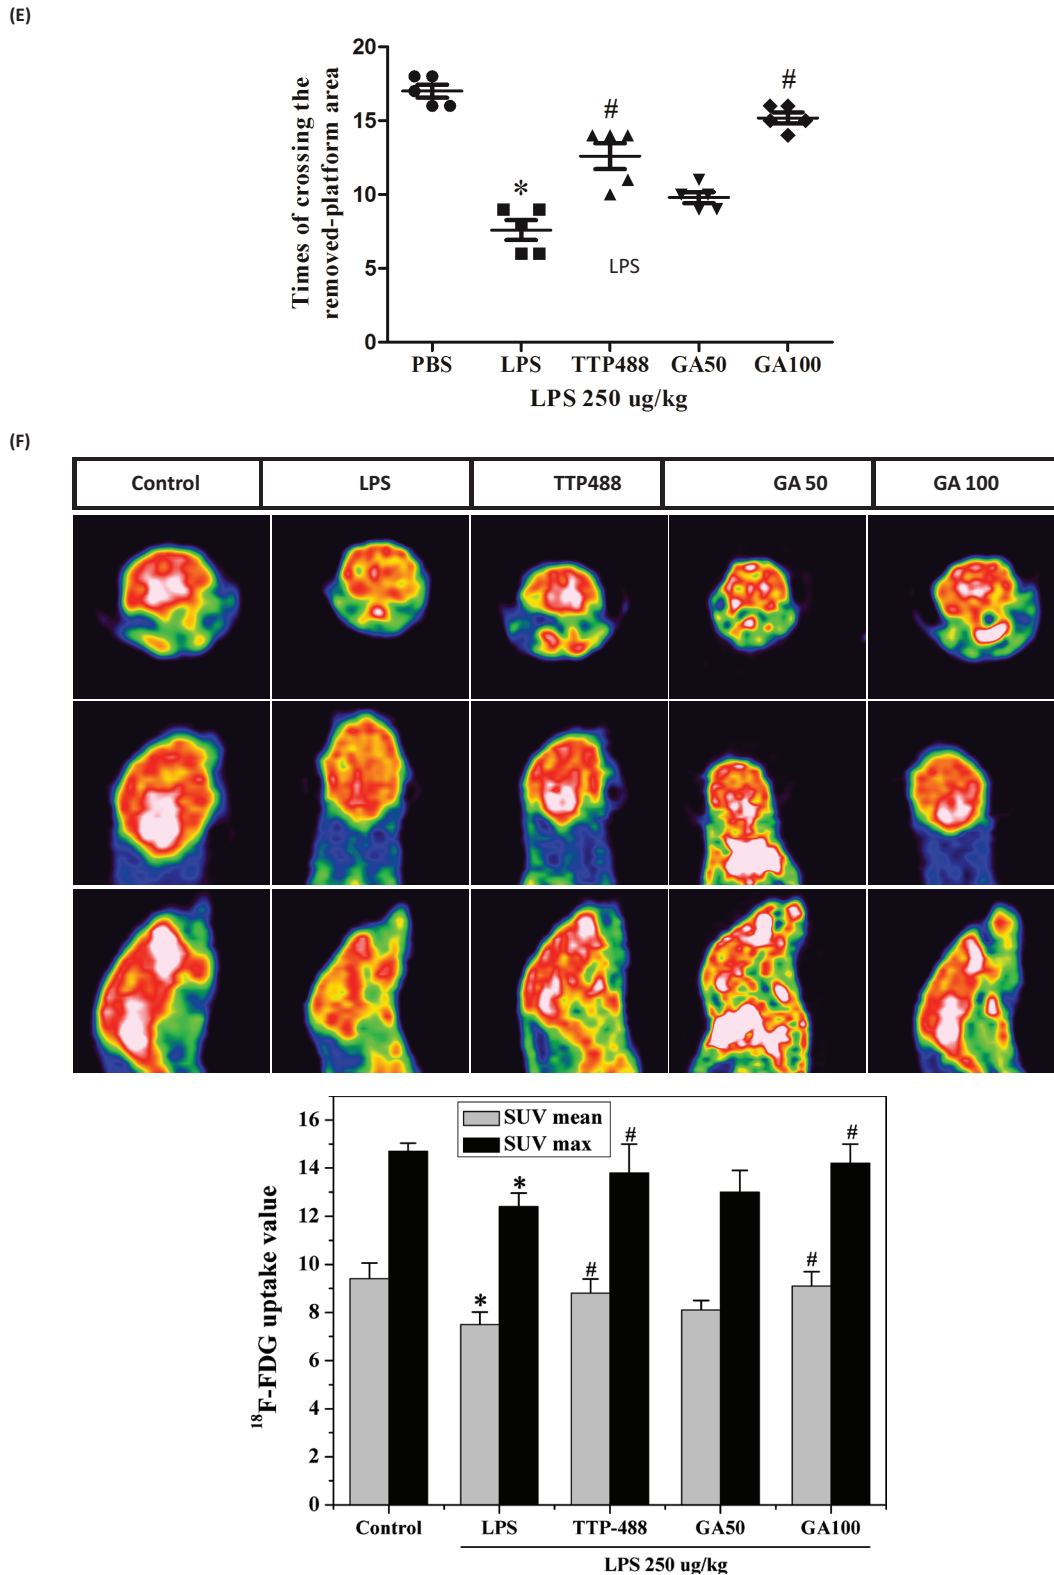 (E)
20
15
10
5
0
Times of crossing the
removed-platform area
*
#
#
LPS
PBS LPS TTP488 GA50 GA100
LPS 250 ug/kg
(F)
Control LPS TTP488 GA 50 GA 100
16
14
12
10
8
6
4
2
0
18F-FDG uptake value
SUV mean
SUV max
*
*
#
#
#
#
Control LPS TTP-488 GA50 GA100
LPS 250 ug/kg